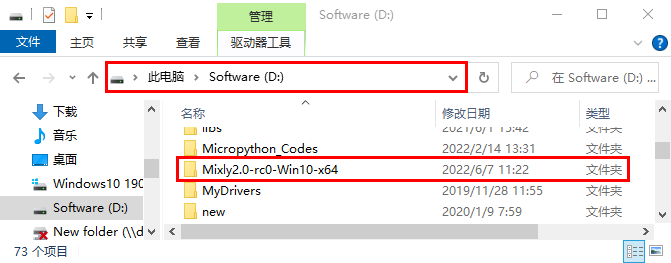 管理 Software (D:)
文件 主页 共享 查看 驱动器工具
此电脑 Software (D:) 在 Software (D:) ...
名称 修改日期 类型
下载
音乐
桌面
Windows10 190
Software (D:)
New folder (\\d
libs 2021/6/1 15:42 文件夹
Micropython_Codes 2022/2/14 13:31 文件夹
Mixly2.0-rc0-Win10-x64 2022/6/7 11:22 文件夹
MyDrivers 2019/11/28 11:55 文件夹
new 2020/1/9 7:59 文件夹
73 个项目